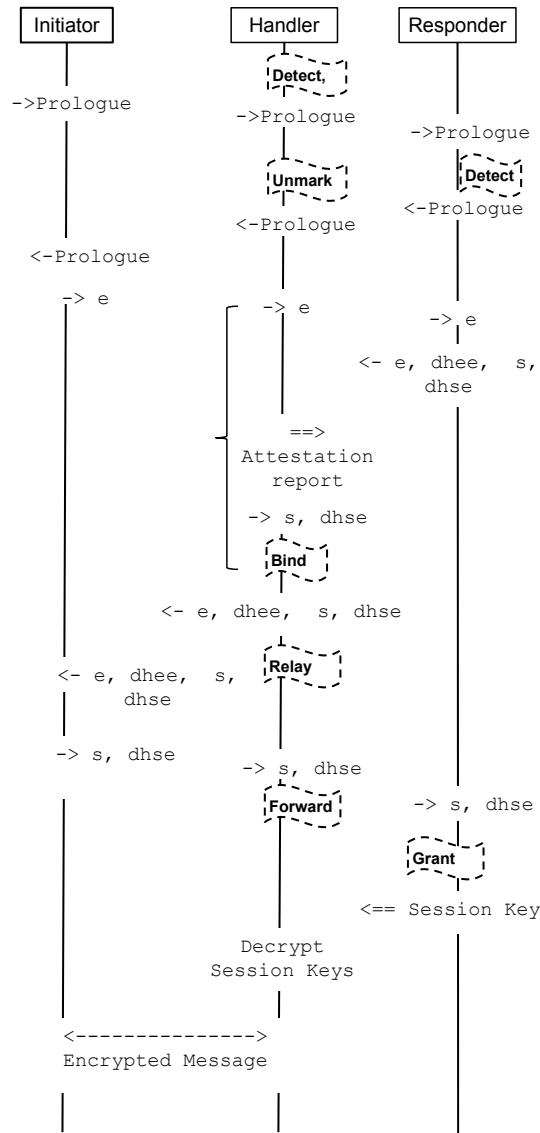 Initiator
Handler
Responder
Detect,
->Prologue
->Prologue
->Prologue
Unmark
Detect
<-Prologue
<-Prologue
<-Prologue
-> e
-> e
-> e
<- e, dhee, s,
dhse
==>
Attestation
report
-> s, dhse
Bind
<- e, dhee, s, dhse
Relay
<- e, dhee, s,
dhse
-> s, dhse
-> s, dhse
Forward
-> s, dhse
Grant
<== Session Key
Decrypt
Session Keys
<--------------->
Encrypted Message